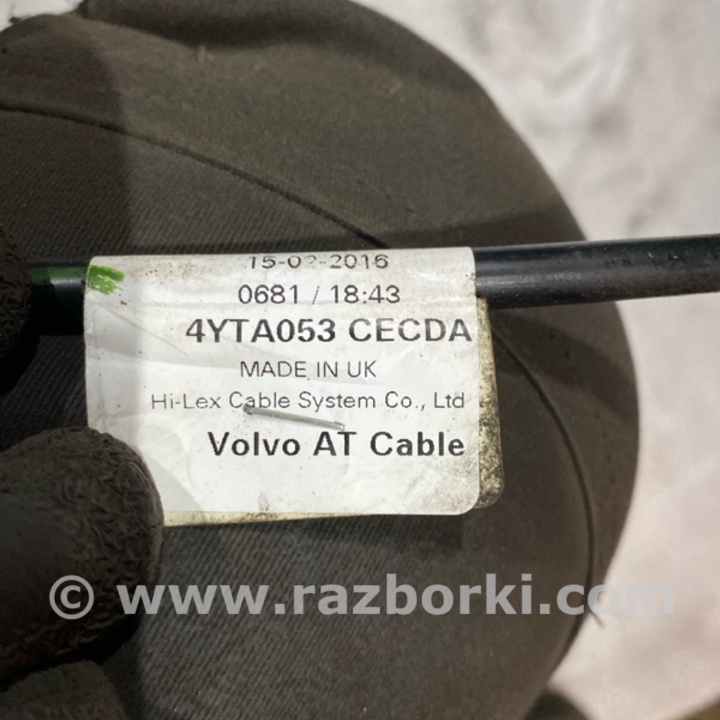 15-02-2016
0681 / 18:43
4YTA053 CECDA
MADE IN UK
Hi-Lex Cable System Co., Ltd
Volvo AT Cable
© www.razborki.com